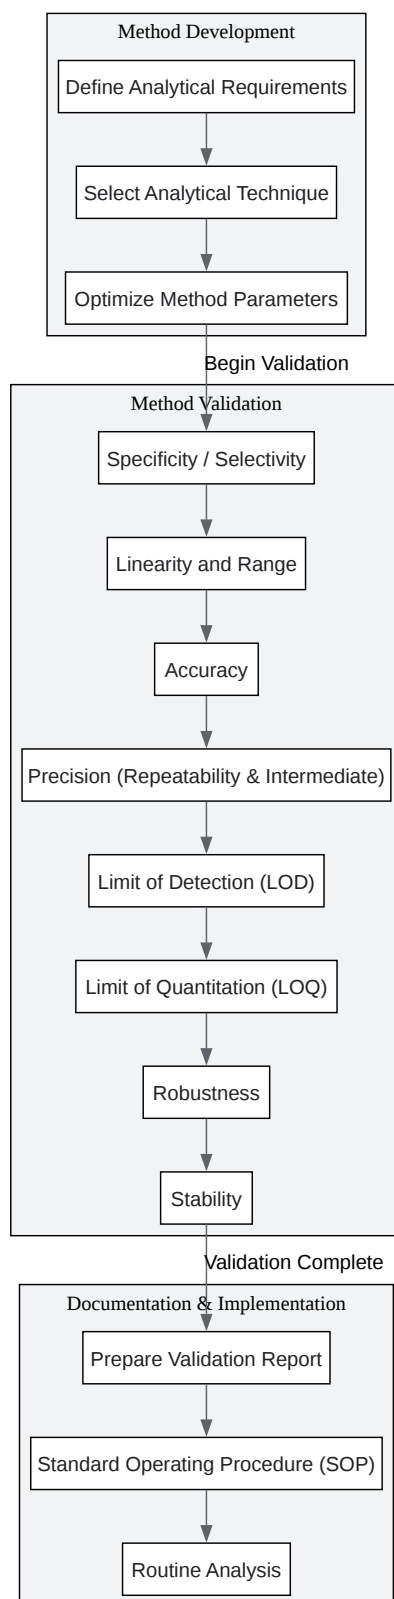 Method Development
Define Analytical Requirements
Select Analytical Technique
Optimize Method Parameters
Begin Validation
Method Validation
Specificity / Selectivity
Linearity and Range
Accuracy
Precision (Repeatability & Intermediate)
Limit of Detection (LOD)
Limit of Quantitation (LOQ)
Robustness
Stability
Validation Complete
Documentation & Implementation
Prepare Validation Report
Standard Operating Procedure (SOP)
Routine Analysis